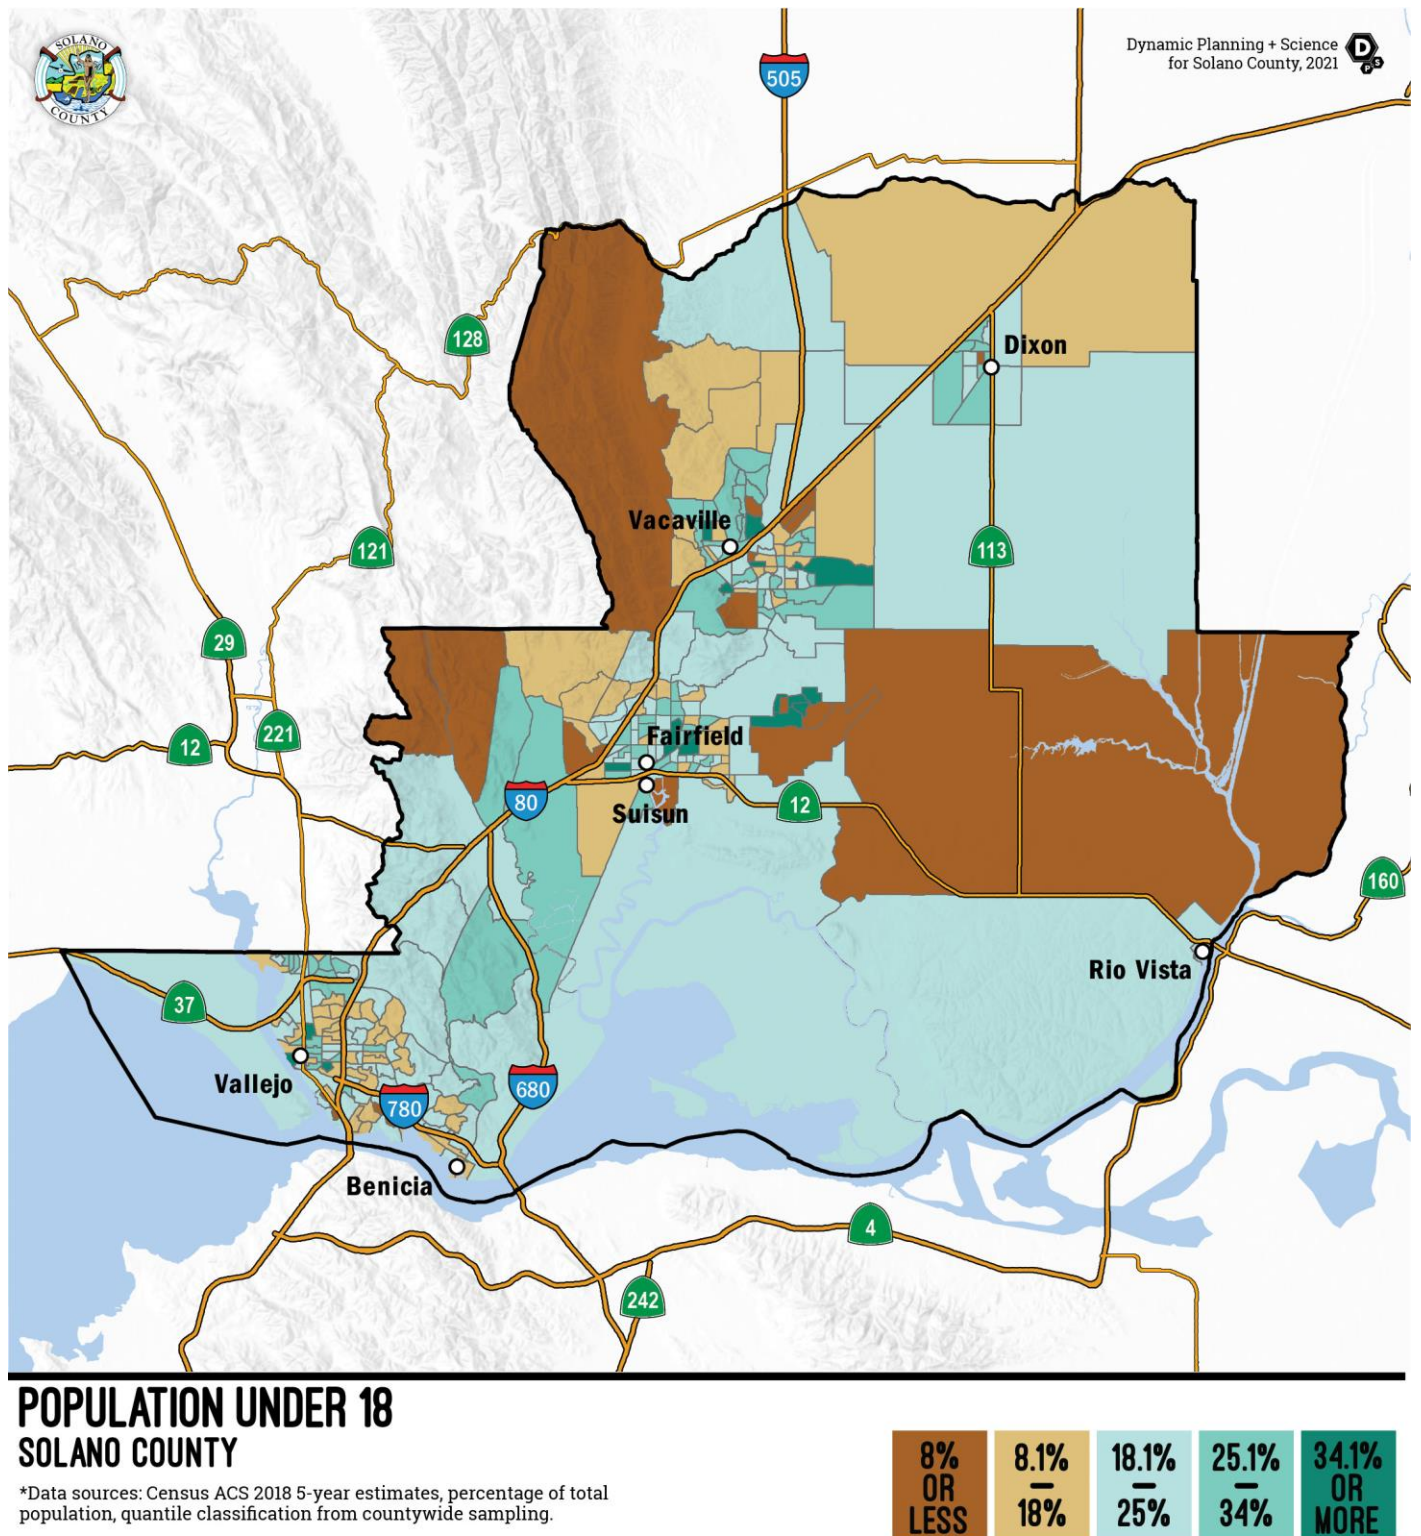 SOLANO
COUNTY
Dynamic Planning + Science
for Solano County, 2021
D
P
S
505
128
Dixon
Vacaville
121
113
29
221
12
Fairfield
80
Suisun
12
160
Rio Vista
37
Vallejo
680
780
Benicia
4
242
POPULATION UNDER 18
SOLANO COUNTY
*Data sources: Census ACS 2018 5-year estimates, percentage of total
population, quantile classification from countywide sampling.
8%
OR
LESS
8.1%
–
18%
18.1%
–
25%
25.1%
–
34%
34.1%
OR
MORE